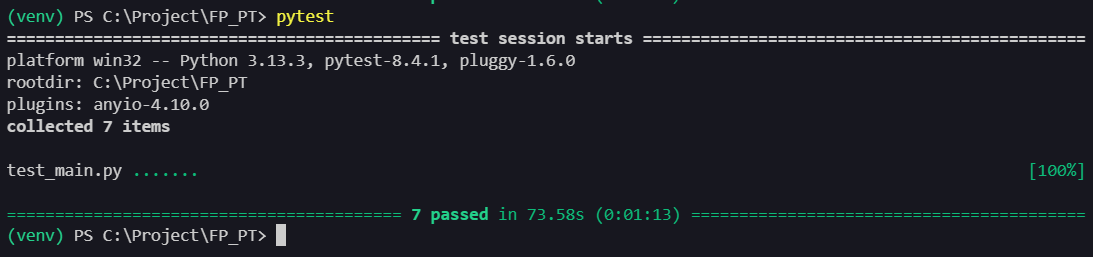 (venv) PS C:\Project\FP_PT> pytest
============================================= test session starts ==============================================
platform win32 -- Python 3.13.3, pytest-8.4.1, pluggy-1.6.0
rootdir: C:\Project\FP_PT
plugins: anyio-4.10.0
collected 7 items
test_main.py ....... [100%]
========================================= 7 passed in 73.58s (0:01:13) =========================================
(venv) PS C:\Project\FP_PT>